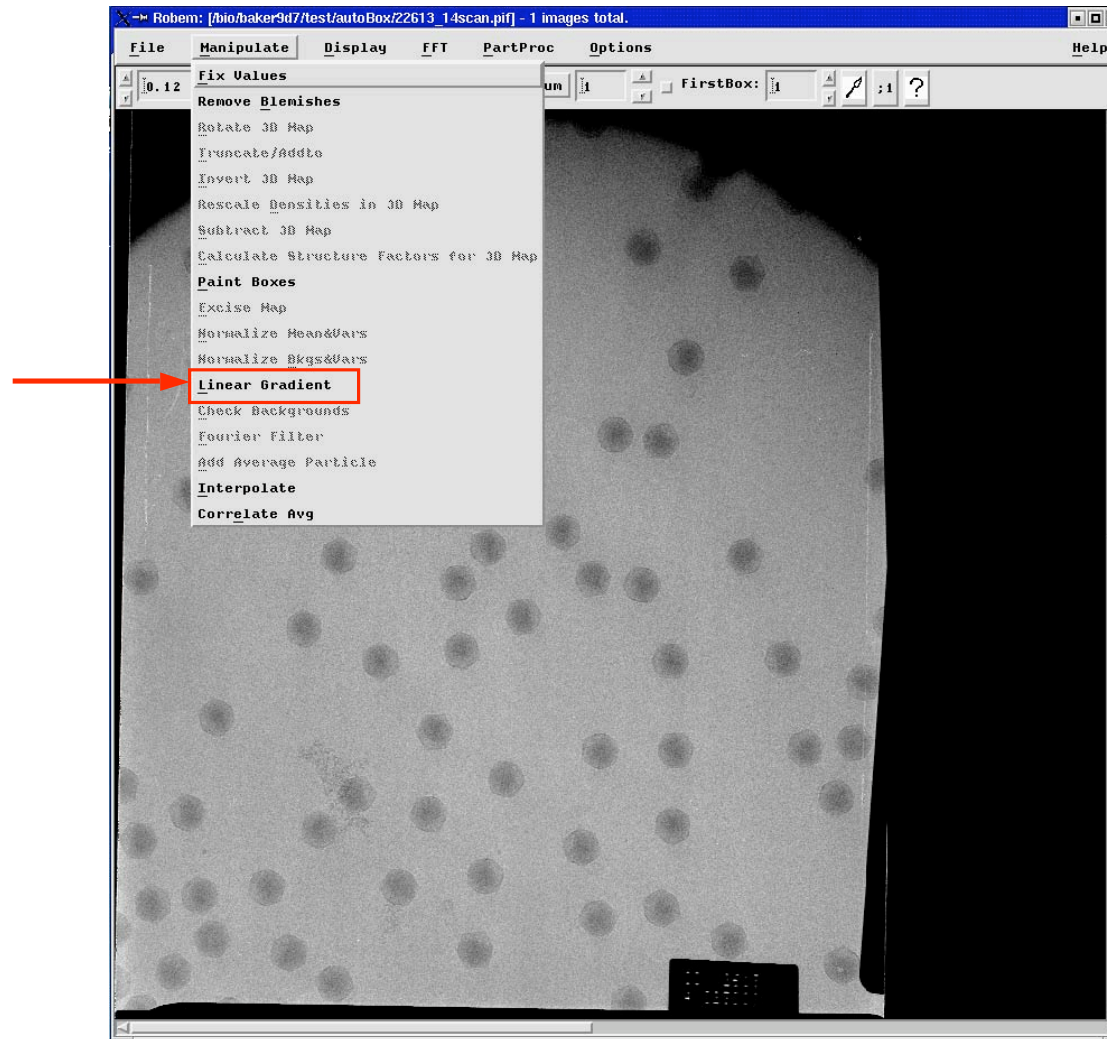 Robem: [/bio/baker9d7/test/autoBox/22613_14scan.pif] - 1 images total.
File Manipulate Display FFT PartProc Options Help
0.12 um 1 FirstBox: 1 ;1 ?
Fix Values
Remove Blemishes
Rotate 3D Map
Truncate/Addto
Invert 3D Map
Rescale Densities in 3D Map
Subtract 3D Map
Calculate Structure Factors for 3D Map
Paint Boxes
Excise Map
Normalize Mean&Vars
Normalize Bkgs&Vars
Linear Gradient
Check Backgrounds
Fourier Filter
Add Average Particle
Interpolate
Correlate Avg